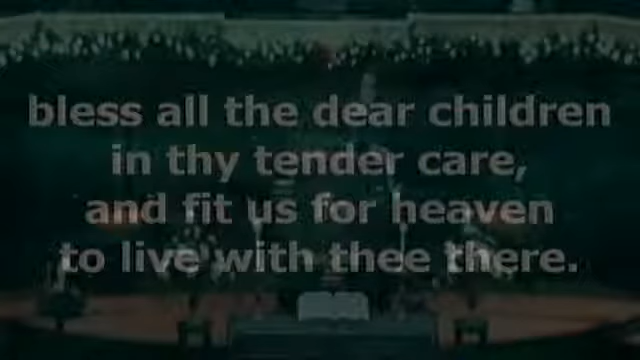 bless all the dear children
in thy tender care,
and fit us for heaven
to live with thee there.